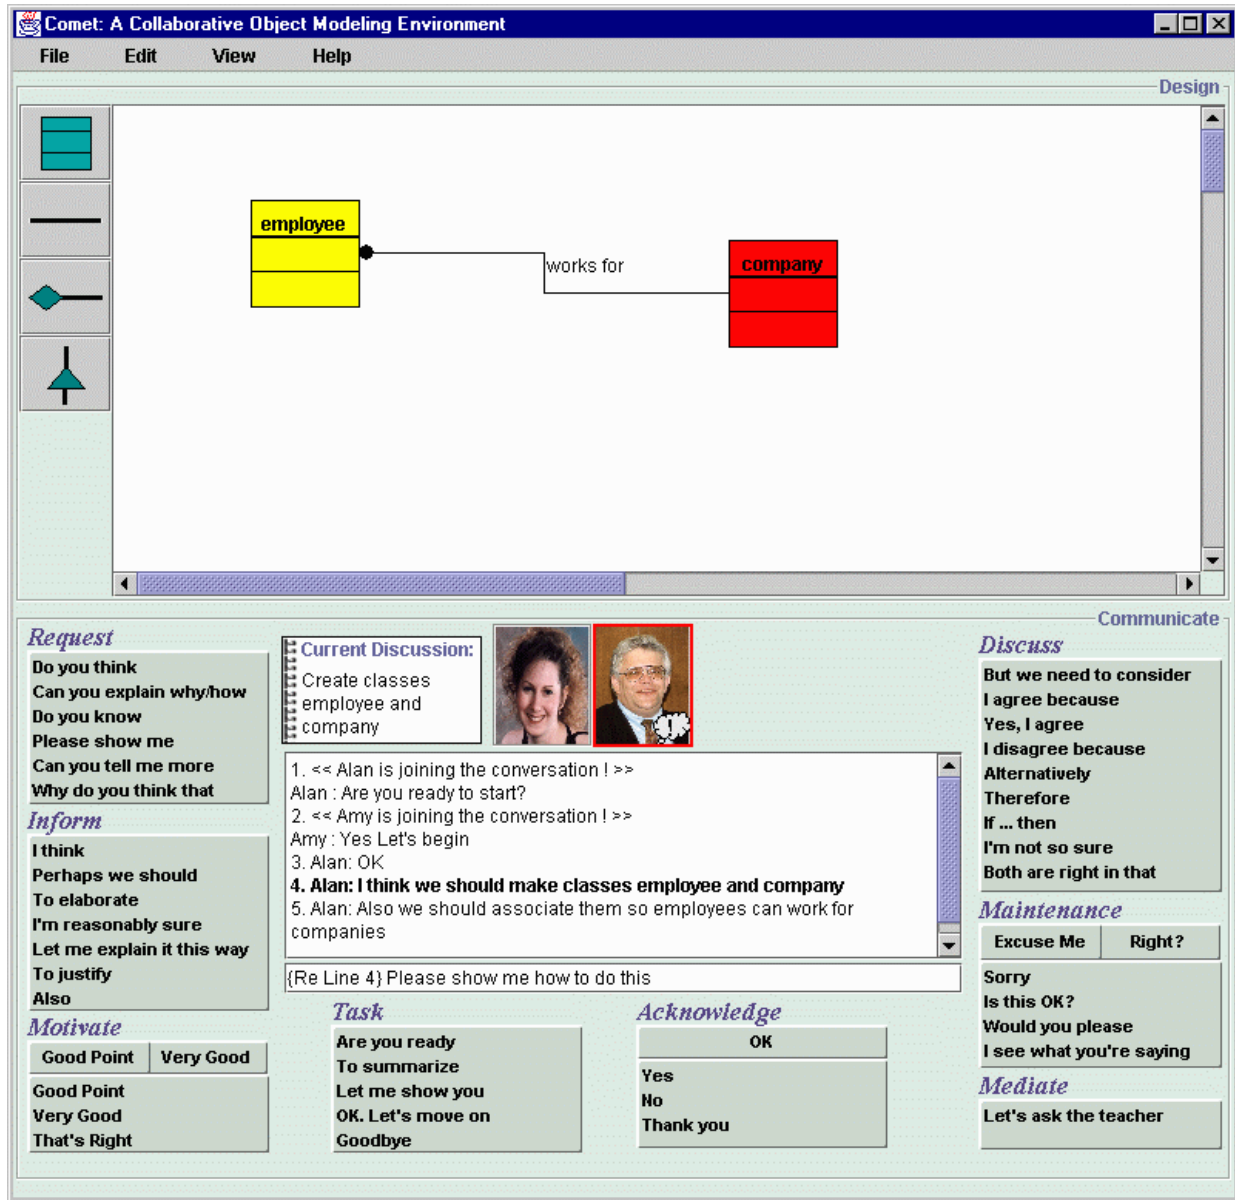 Comet: A Collaborative Object Modeling Environment
File Edit View Help
Design
employee
works for
company
Communicate
Request
Do you think
Can you explain why/how
Do you know
Please show me
Can you tell me more
Why do you think that
Inform
I think
Perhaps we should
To elaborate
I'm reasonably sure
Let me explain it this way
To justify
Also
Motivate
Good Point Very Good
Good Point
Very Good
That's Right
Current Discussion:
Create classes
employee and
company
!
1. << Alan is joining the conversation ! >>
Alan : Are you ready to start?
2. << Amy is joining the conversation ! >>
Amy : Yes Let's begin
3. Alan: OK
4. Alan: I think we should make classes employee and company
5. Alan: Also we should associate them so employees can work for
companies
{Re Line 4} Please show me how to do this
Task
Are you ready
To summarize
Let me show you
OK. Let's move on
Goodbye
Acknowledge
OK
Yes
No
Thank you
Discuss
But we need to consider
I agree because
Yes, I agree
I disagree because
Alternatively
Therefore
If ... then
I'm not so sure
Both are right in that
Maintenance
Excuse Me Right?
Sorry
Is this OK?
Would you please
I see what you're saying
Mediate
Let's ask the teacher